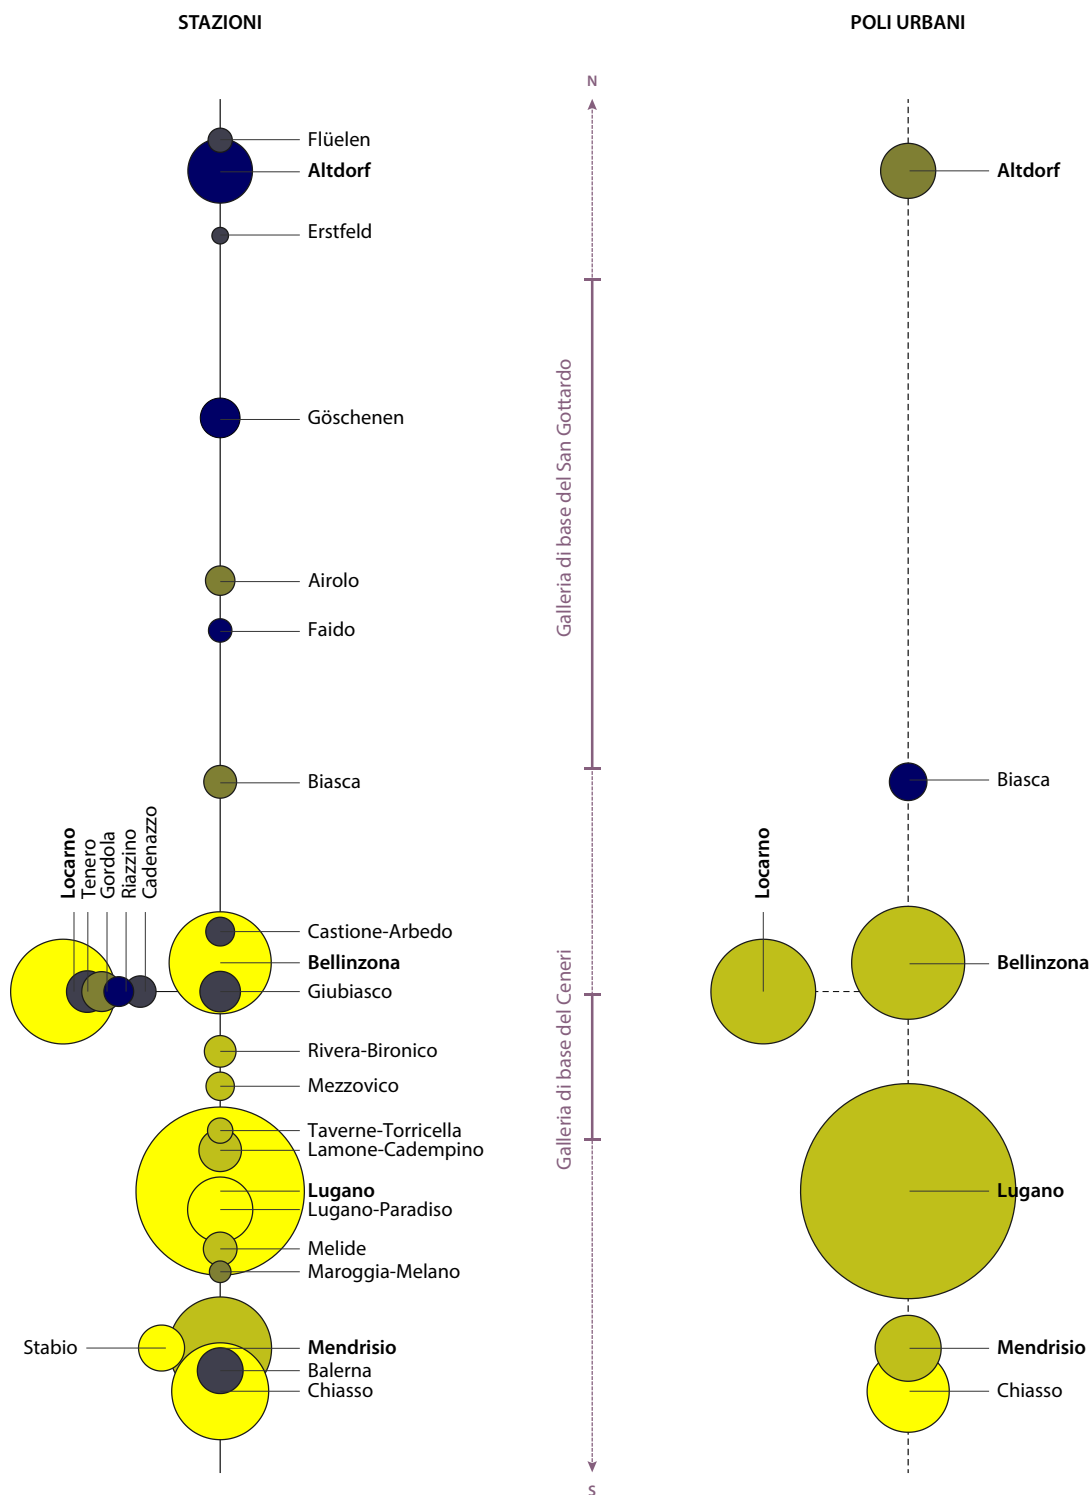 STAZIONI
POLI URBANI
N
Flüelen
Altdorf
Erstfeld
Göschenen
Airolo
Faido
Biasca
Locarno
Tenero
Gordola
Riazzino
Cadenazzo
Castione-Arbedo
Bellinzona
Giubiasco
Rivera-Bironico
Mezzovico
Taverne-Torricella
Lamone-Cadempino
Lugano
Lugano-Paradiso
Melide
Maroggia-Melano
Stabio
Mendrisio
Balerna
Chiasso
Galleria di base del San Gottardo
Galleria di base del Ceneri
S
Altdorf
Biasca
Locarno
Bellinzona
Lugano
Mendrisio
Chiasso